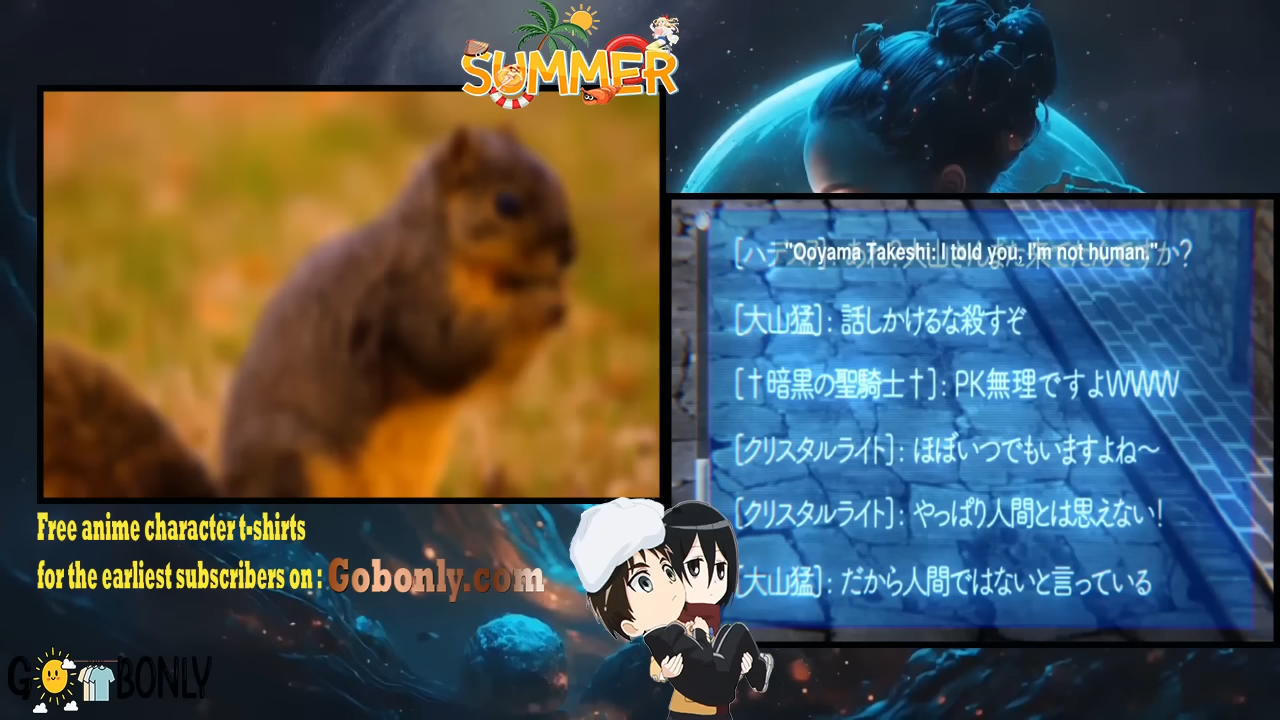 SUMMER
"Ooyama Takeshi: I told you, I'm not human."
[大山猛]: 話しかけるな殺すぞ
[†暗黒の聖騎士†]: PK無理ですよWWW
[クリスタルライト]: ほぼいつでもいますよね〜
[クリスタルライト]: やっぱり人間とは思えない!
[大山猛]: だから人間ではないと言っている
Free anime character t-shirts
for the earliest subscribers on : Gobonly.com
GOBONLY